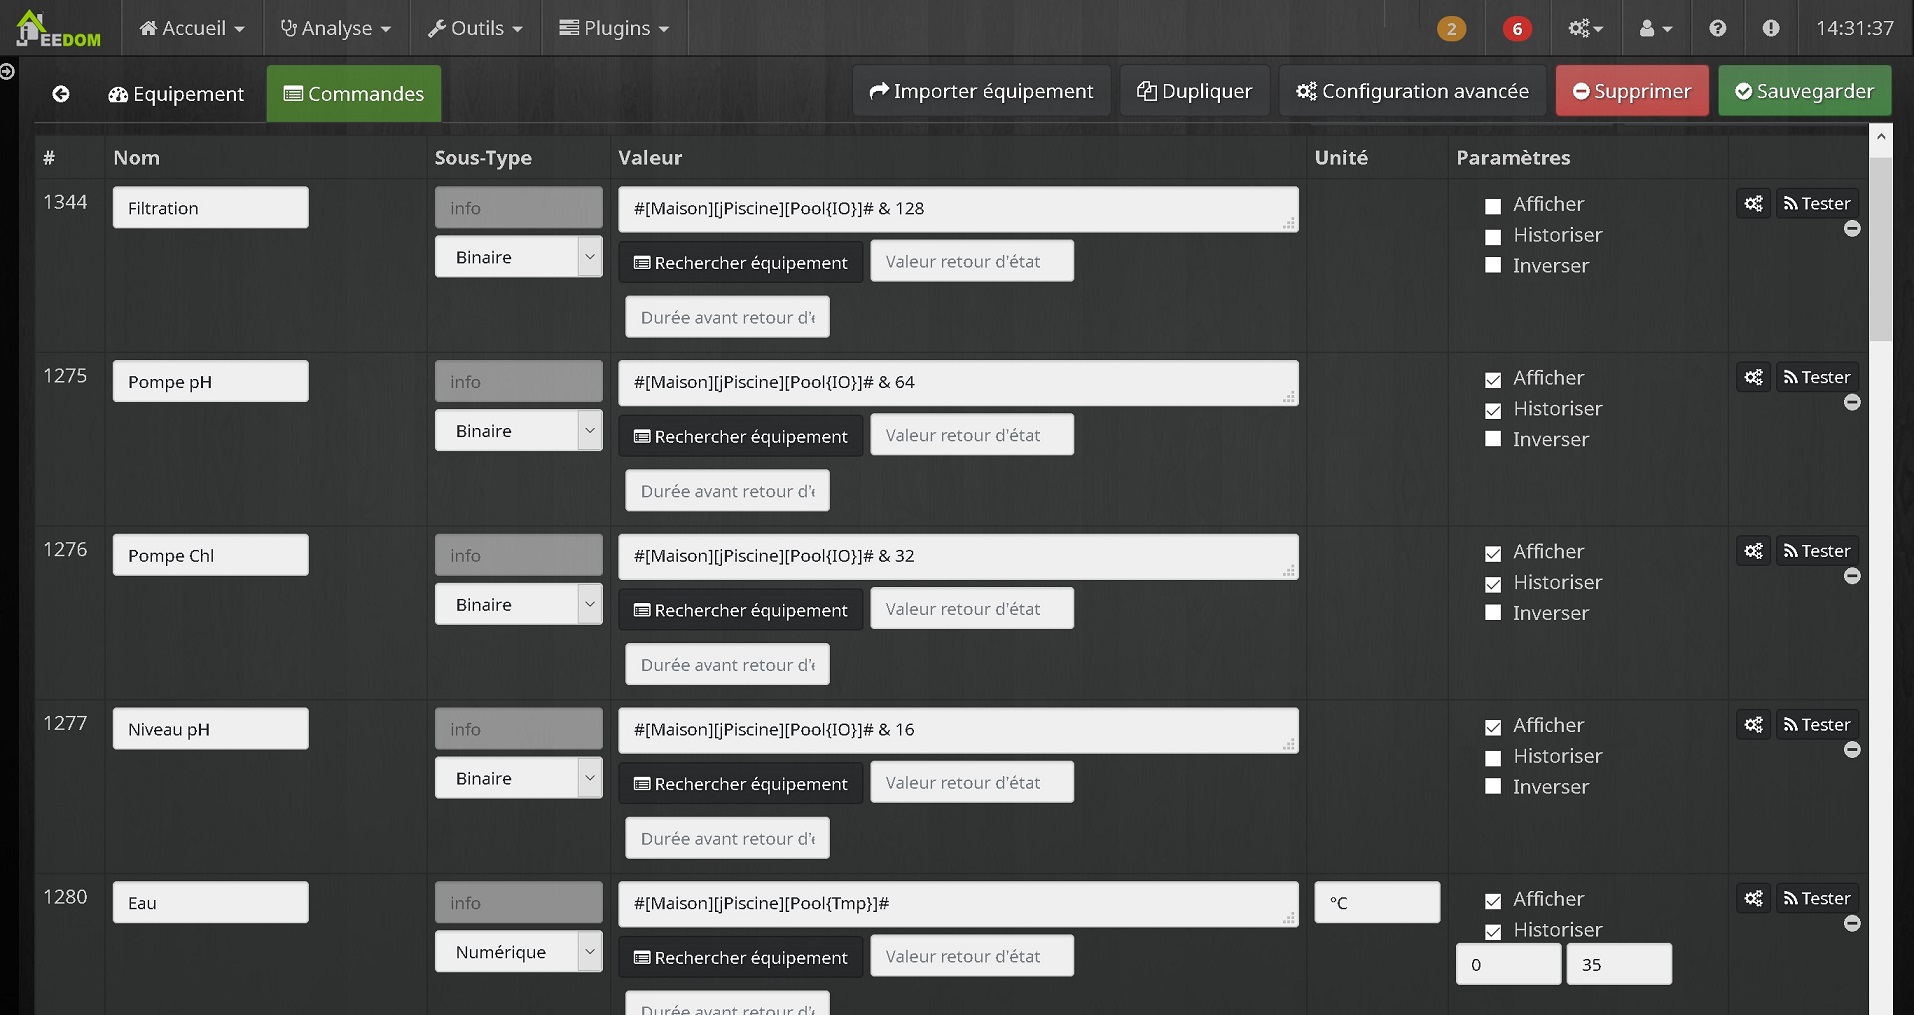 JEEDOM Accueil Analyse Outils Plugins 2 6 14:31:37
Equipement Commandes Importer équipement Dupliquer Configuration avancée Supprimer Sauvegarder
# Nom Sous-Type Valeur Unité Paramètres
1344 Filtration info #[Maison][jPiscine][Pool{IO}]# & 128 Afficher Tester
Historiser
Binaire Rechercher équipement Valeur retour d'état Inverser
Durée avant retour d'é
1275 Pompe pH info #[Maison][jPiscine][Pool{IO}]# & 64 Afficher Tester
Historiser
Binaire Rechercher équipement Valeur retour d'état Inverser
Durée avant retour d'é
1276 Pompe Chl info #[Maison][jPiscine][Pool{IO}]# & 32 Afficher Tester
Historiser
Binaire Rechercher équipement Valeur retour d'état Inverser
Durée avant retour d'é
1277 Niveau pH info #[Maison][jPiscine][Pool{IO}]# & 16 Afficher Tester
Historiser
Binaire Rechercher équipement Valeur retour d'état Inverser
Durée avant retour d'é
1280 Eau info #[Maison][jPiscine][Pool{Tmp}]# °C Afficher Tester
Historiser
Numérique Rechercher équipement Valeur retour d'état 0 35
Durée avant retour d'é